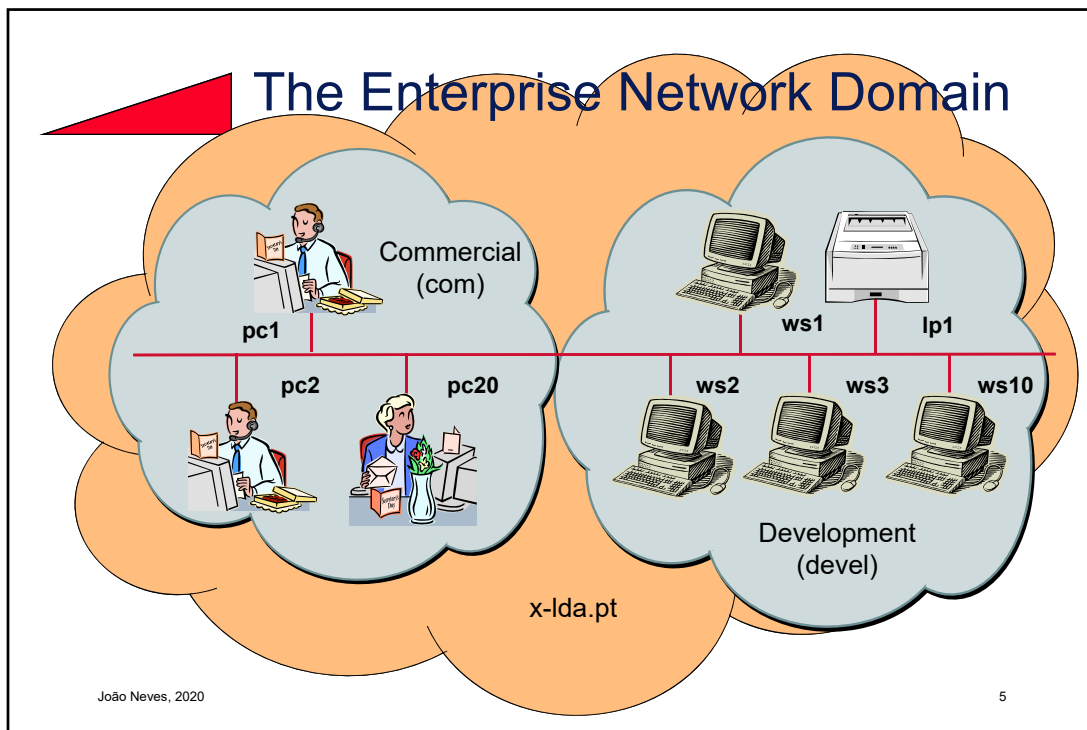 The Enterprise Network Domain
Commercial
(com)
pc1
ws1
lp1
pc2
pc20
ws2
ws3
ws10
Development
(devel)
x-lda.pt
João Neves, 2020
5